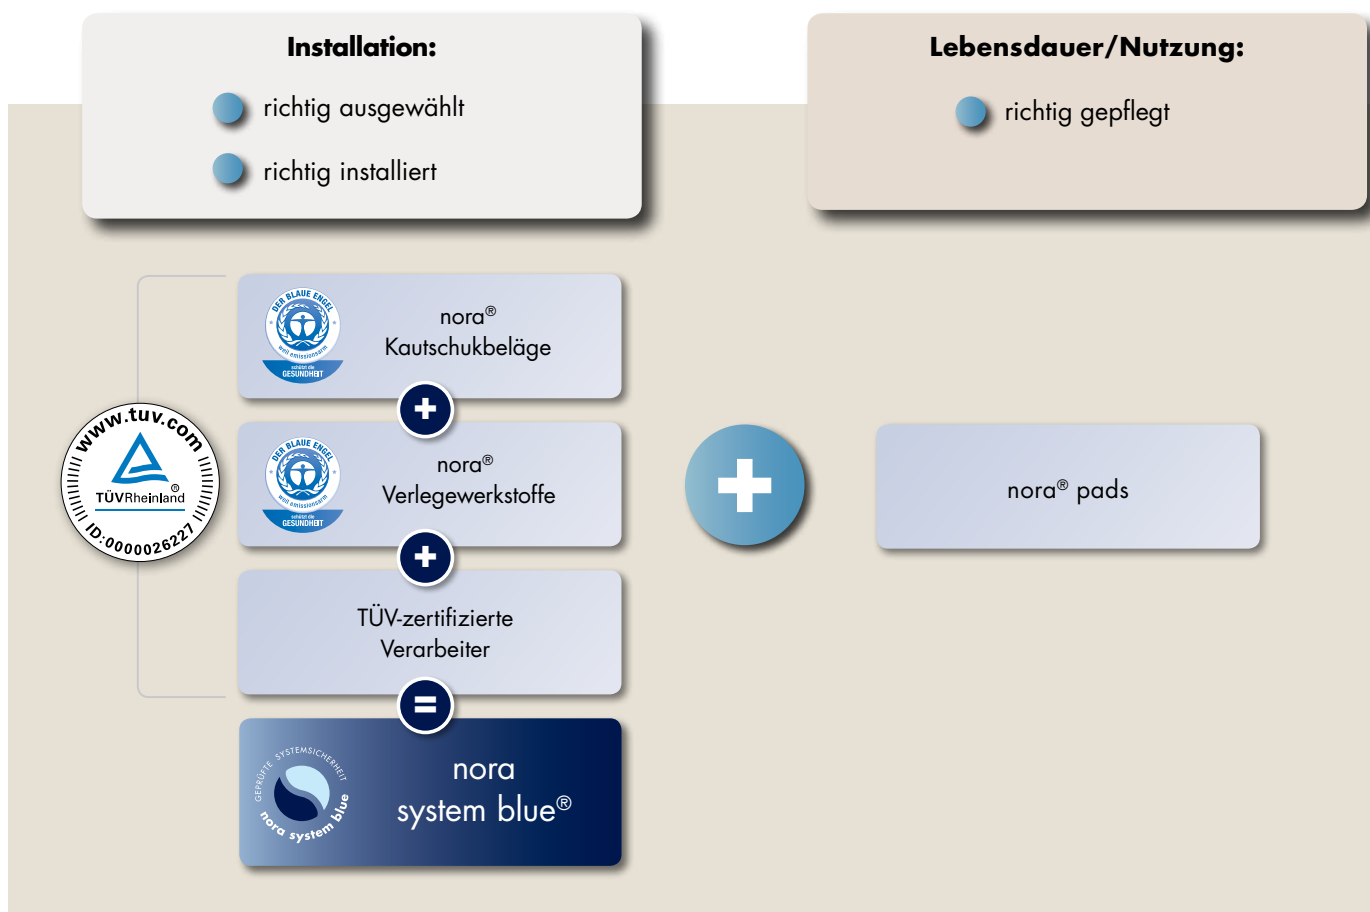 Installation:
richtig ausgewählt
richtig installiert
Lebensdauer/Nutzung:
richtig gepflegt
DER BLAUE ENGEL
weil emissionsarm
schützt die
GESUNDHEIT
nora®
Kautschukbeläge
+
www.tuv.com
TÜVRheinland®
ID:0000026227
DER BLAUE ENGEL
weil emissionsarm
schützt die
GESUNDHEIT
nora®
Verlegewerkstoffe
+
nora® pads
+
TÜV-zertifizierte
Verarbeiter
=
GEPRÜFTE SYSTEMSICHERHEIT
nora system blue
nora
system blue®